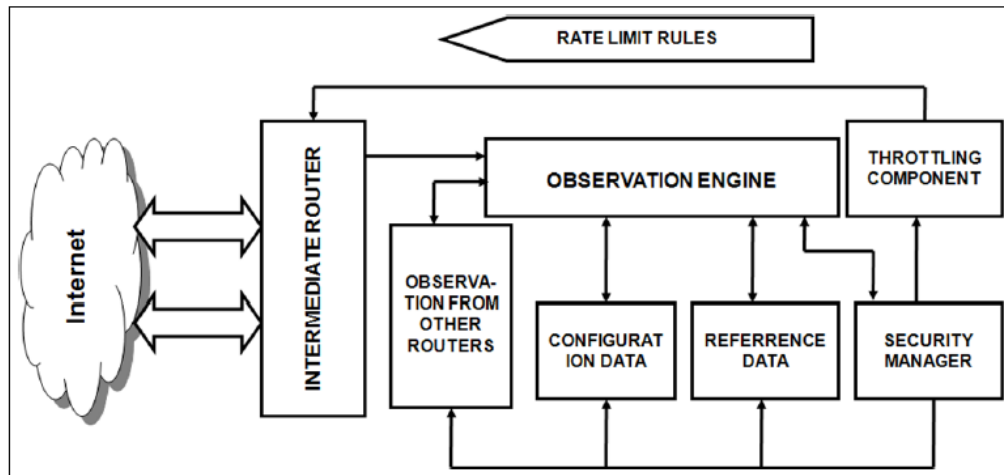 RATE LIMIT RULES
Internet
INTERMEDIATE ROUTER
OBSERVATION ENGINE
THROTTLING
COMPONENT
OBSERVA-
TION FROM
OTHER
ROUTERS
CONFIGURAT
ION DATA
REFERRENCE
DATA
SECURITY
MANAGER